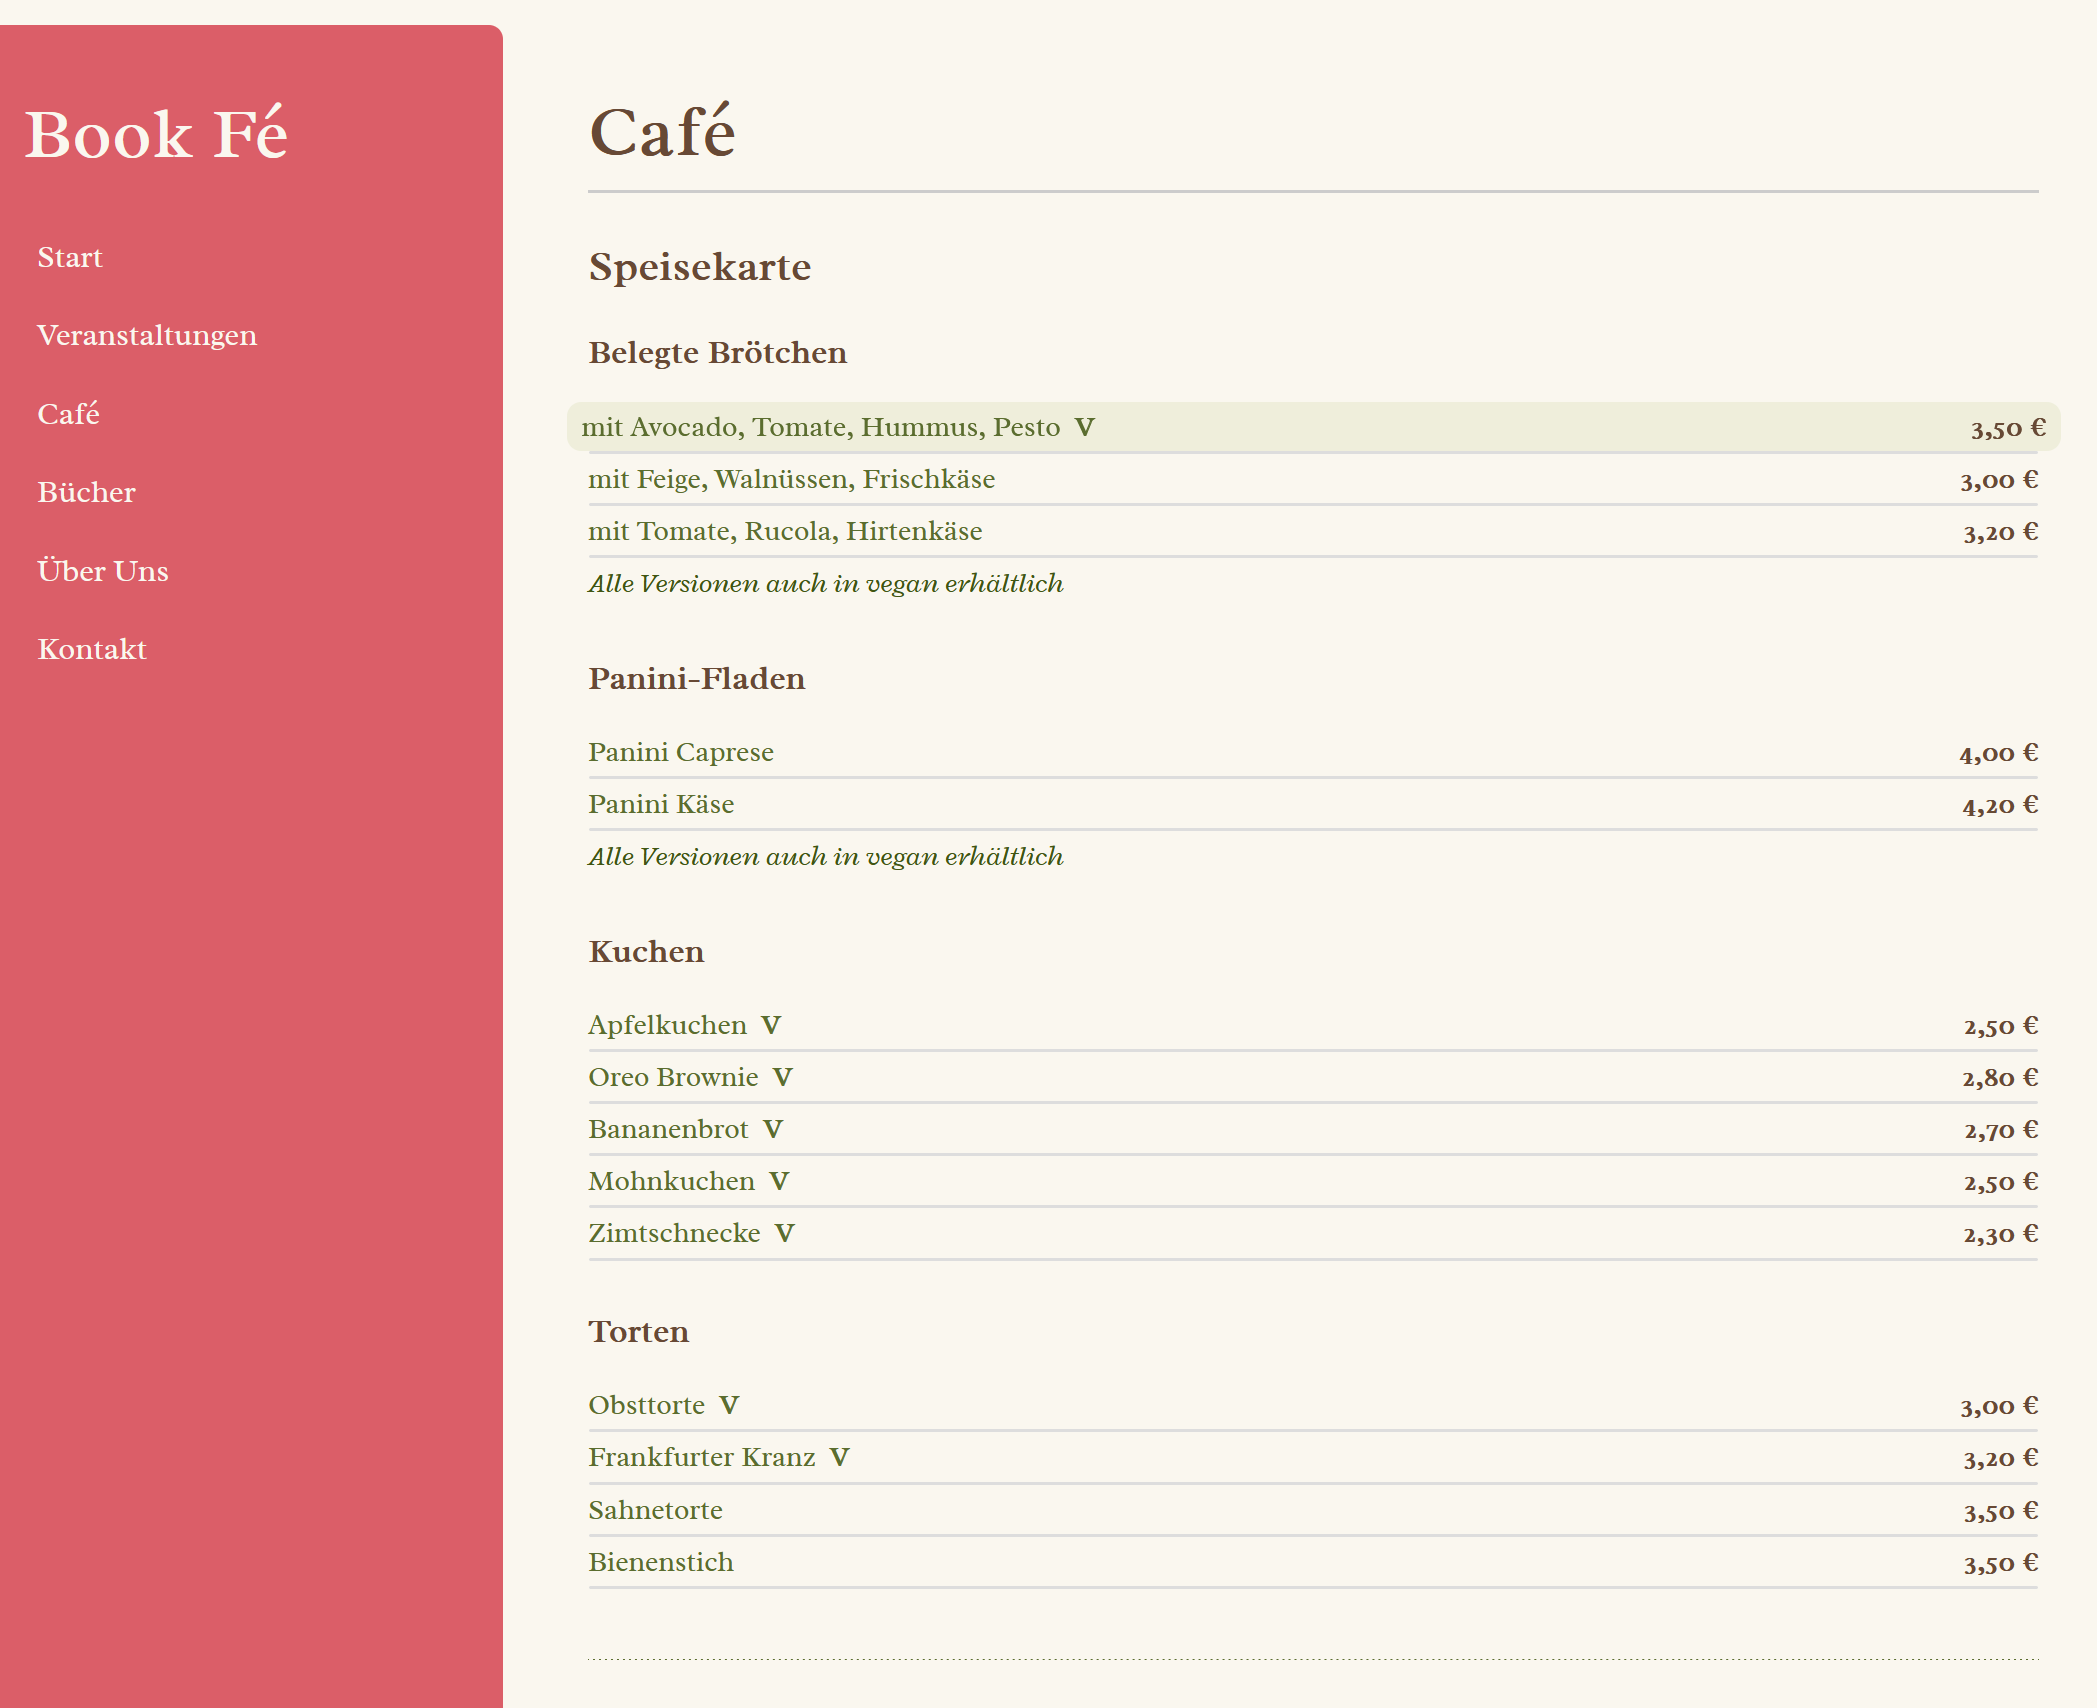 Book Fé
Start
Veranstaltungen
Café
Bücher
Über Uns
Kontakt
Café
Speisekarte
Belegte Brötchen
mit Avocado, Tomate, Hummus, Pesto V 3,50 €
mit Feige, Walnüssen, Frischkäse 3,00 €
mit Tomate, Rucola, Hirtenkäse 3,20 €
Alle Versionen auch in vegan erhältlich
Panini-Fladen
Panini Caprese 4,00 €
Panini Käse 4,20 €
Alle Versionen auch in vegan erhältlich
Kuchen
Apfelkuchen V 2,50 €
Oreo Brownie V 2,80 €
Bananenbrot V 2,70 €
Mohnkuchen V 2,50 €
Zimtschnecke V 2,30 €
Torten
Obsttorte V 3,00 €
Frankfurter Kranz V 3,20 €
Sahnetorte 3,50 €
Bienenstich 3,50 €